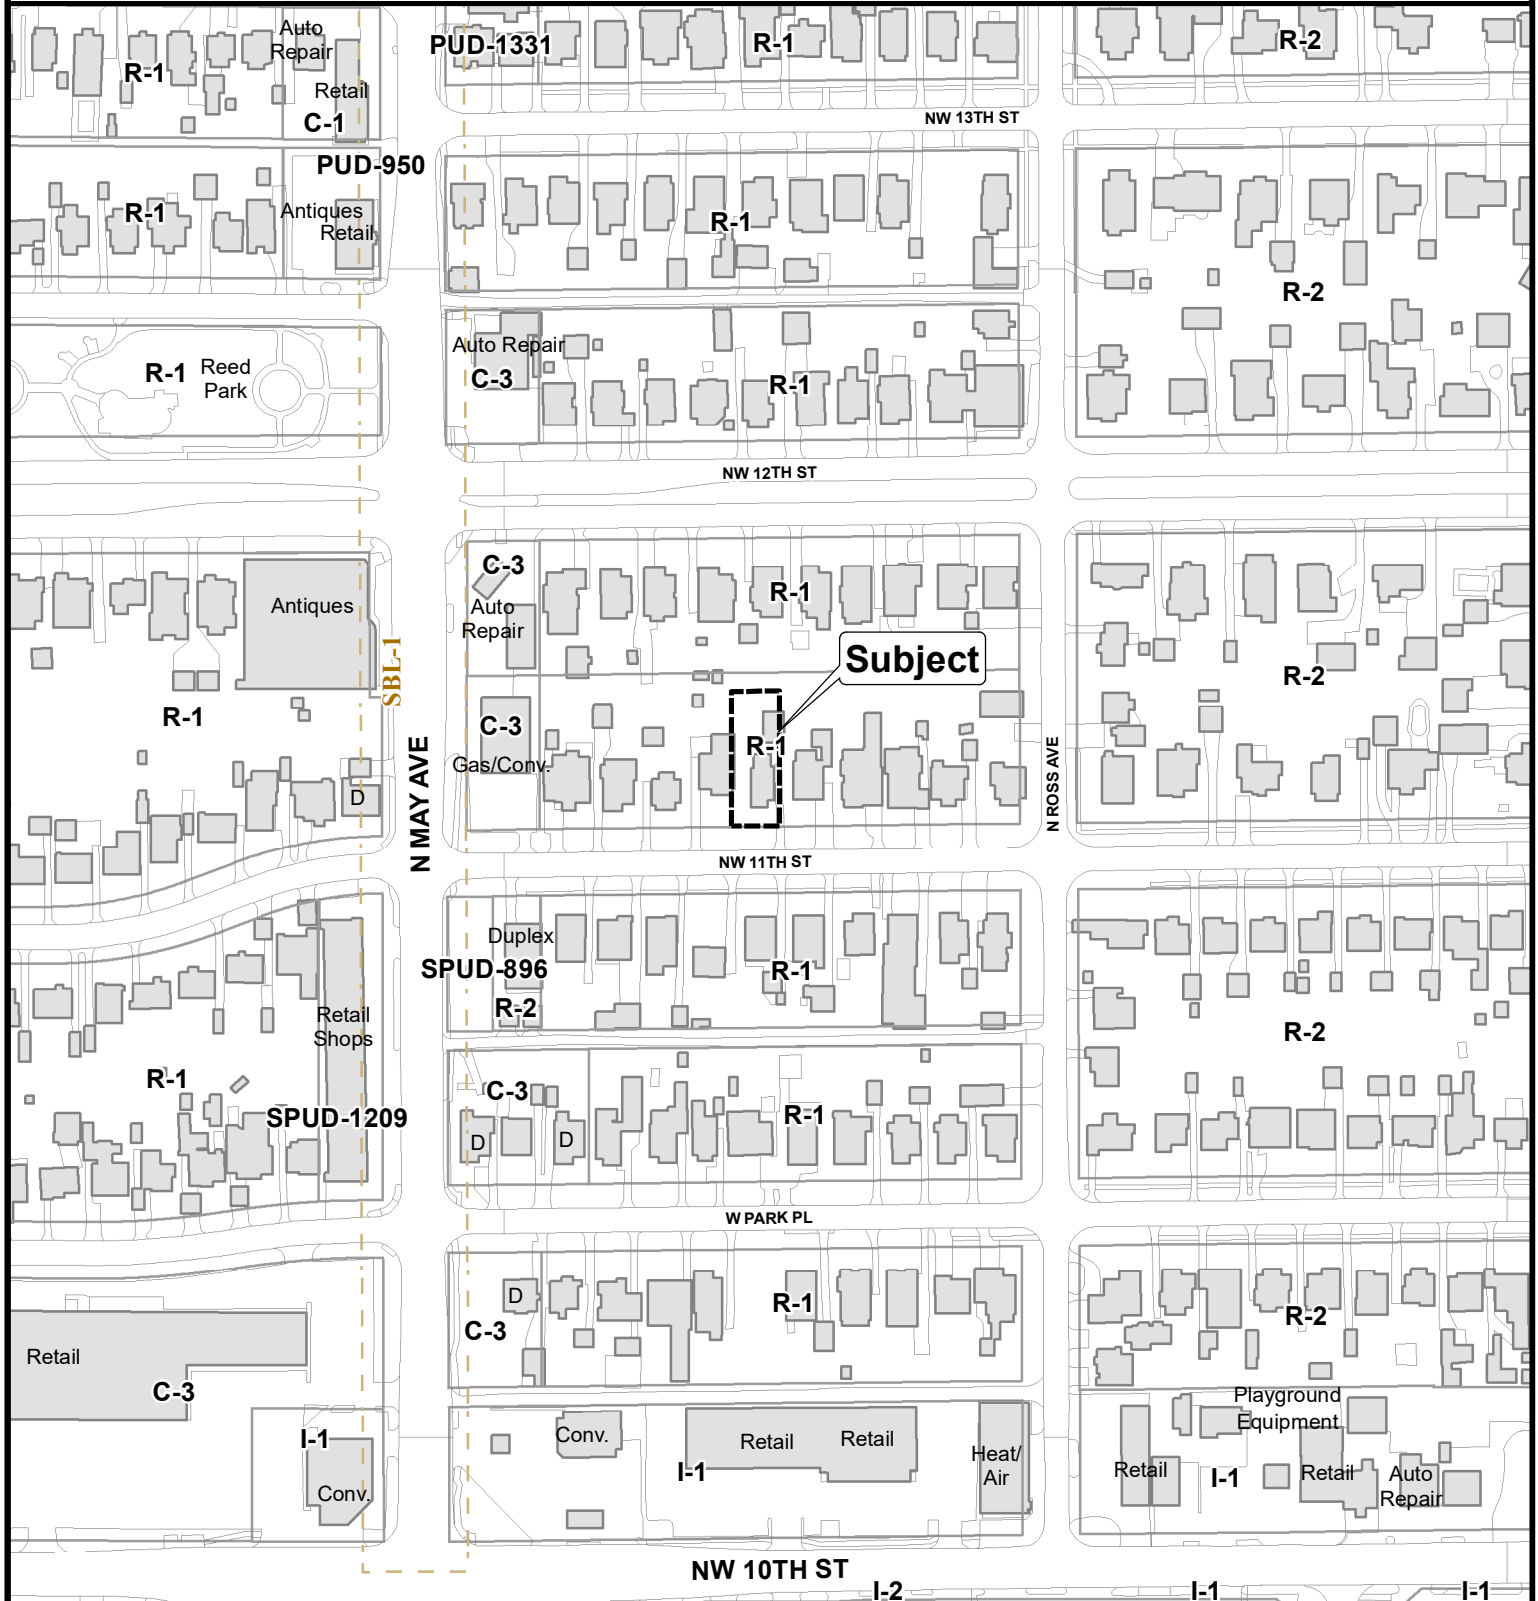 Auto
Repair
PUD-1331
R-1
R-2
R-1
Retail
C-1
NW 13TH ST
PUD-950
R-1
Antiques
Retail
R-1
R-2
R-1
Reed
Park
Auto Repair
C-3
R-1
NW 12TH ST
C-3
Auto
Repair
R-1
Antiques
SBL-1
Subject
R-2
R-1
C-3
Gas/Conv.
R-1
N MAY AVE
N ROSS AVE
D
NW 11TH ST
Duplex
SPUD-896
R-2
R-1
R-2
Retail
Shops
R-1
SPUD-1209
C-3
D
D
R-1
W PARK PL
D
C-3
R-1
R-2
Retail
C-3
I-1
Conv.
Conv.
Retail
Retail
I-1
Heat/
Air
Playground
Equipment
Retail
I-1
Retail
Auto
Repair
NW 10TH ST
I-2
I-1
I-1